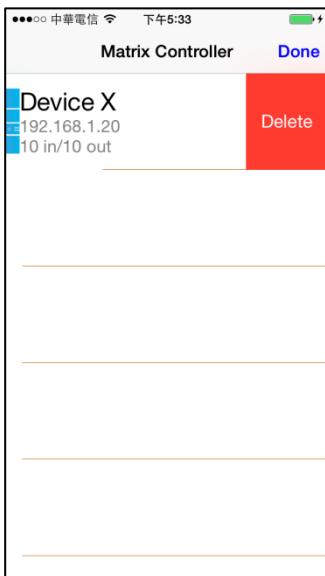 中華電信 下午5:33
Matrix Controller Done
Device X
192.168.1.20
10 in/10 out
Delete